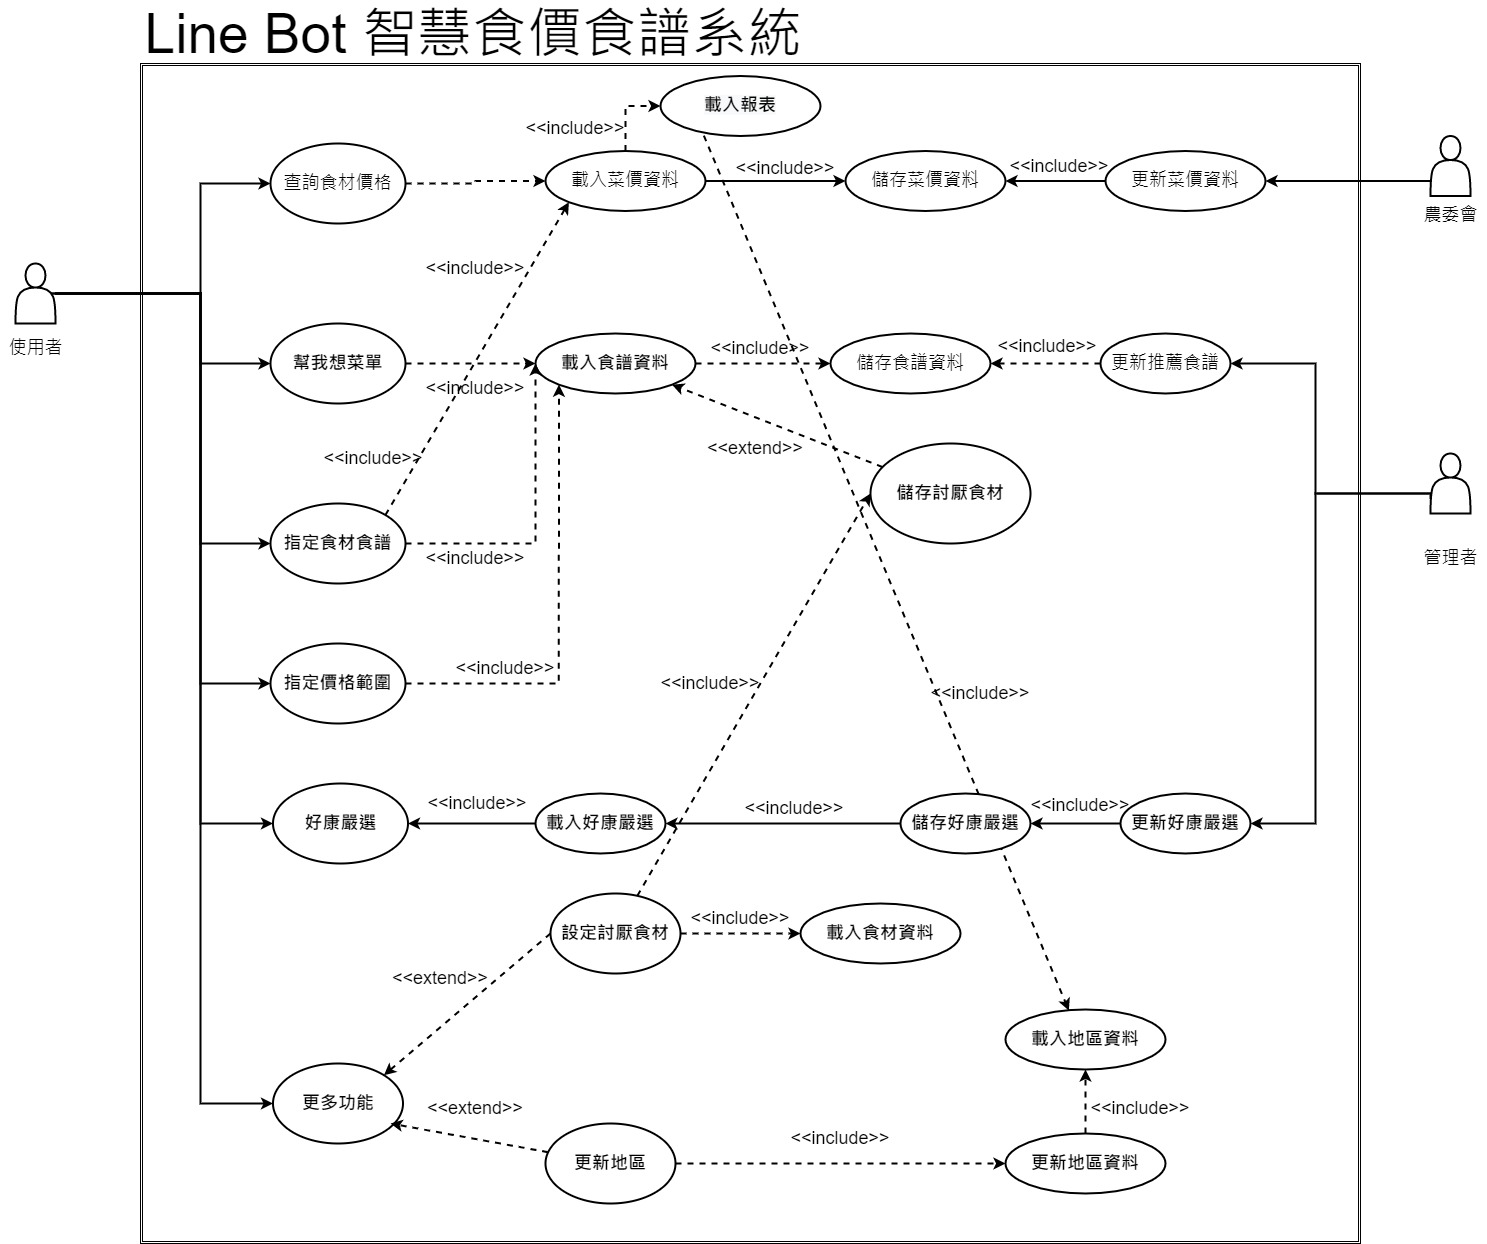 Line Bot 智慧食價食譜系統
載入報表
<<include>>
查詢食材價格
載入菜價資料
<<include>>
儲存菜價資料
<<include>>
更新菜價資料
農委會
<<include>>
使用者
幫我想菜單
<<include>>
載入食譜資料
<<include>>
儲存食譜資料
<<include>>
更新推薦食譜
<<include>>
<<extend>>
儲存討厭食材
管理者
指定食材食譜
<<include>>
指定價格範圍
<<include>>
<<include>>
<<include>>
好康嚴選
<<include>>
載入好康嚴選
<<include>>
儲存好康嚴選
<<include>>
更新好康嚴選
設定討厭食材
<<include>>
載入食材資料
<<extend>>
載入地區資料
更多功能
<<extend>>
<<include>>
更新地區
<<include>>
更新地區資料